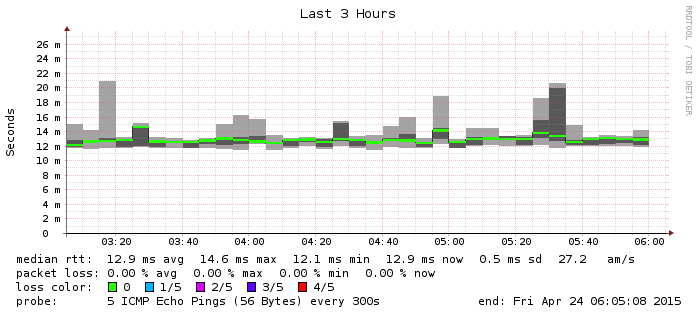 Last 3 Hours
RRDTOOL / TOBI OETIKER
Seconds
26 m
24 m
22 m
20 m
18 m
16 m
14 m
12 m
10 m
8 m
6 m
4 m
2 m
0
03:20 03:40 04:00 04:20 04:40 05:00 05:20 05:40 06:00
median rtt: 12.9 ms avg 14.6 ms max 12.1 ms min 12.9 ms now 0.5 ms sd 27.2 am/s
packet loss: 0.00 % avg 0.00 % max 0.00 % min 0.00 % now
loss color: 0 1/5 2/5 3/5 4/5
probe: 5 ICMP Echo Pings (56 Bytes) every 300s end: Fri Apr 24 06:05:08 2015